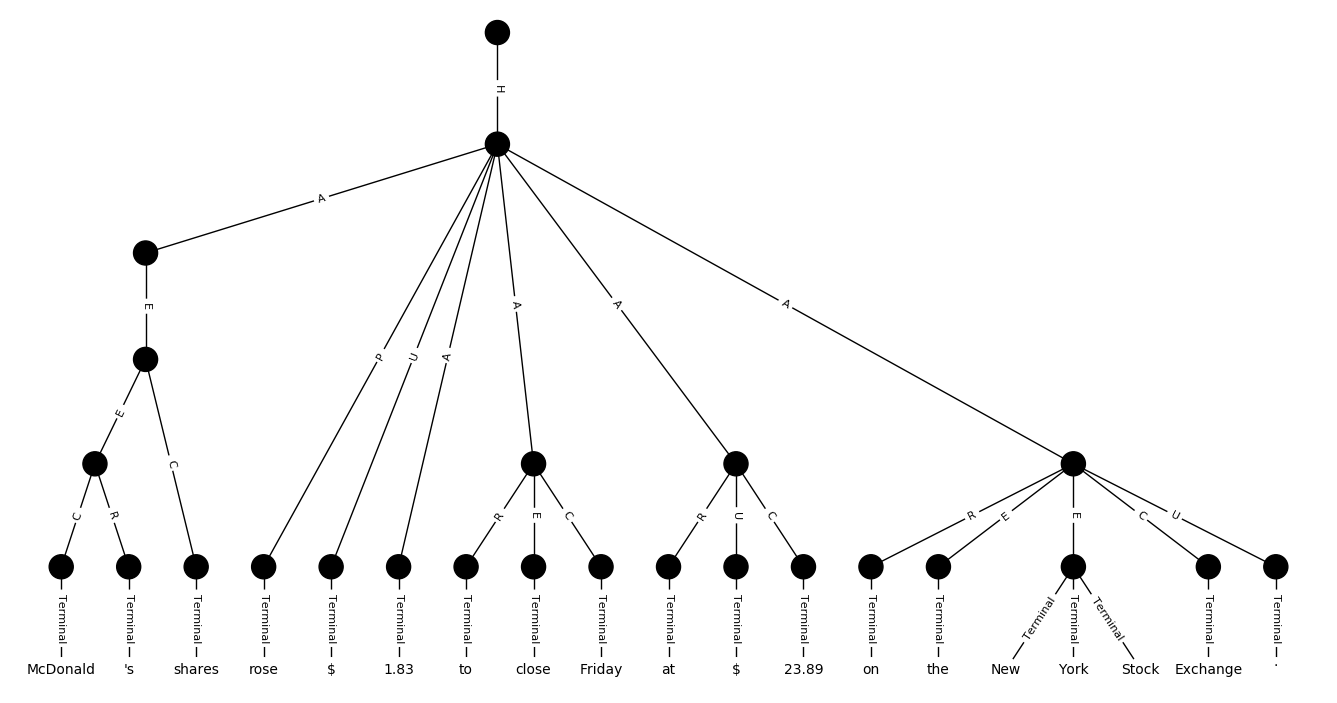 H
A
A
A
A
E
P
U
A
E
C
C
R
R
E
C
R
U
C
R
E
E
C
U
Terminal Terminal Terminal Terminal Terminal Terminal Terminal Terminal Terminal Terminal Terminal Terminal Terminal Terminal Terminal Terminal Terminal Terminal Terminal
McDonald 's shares rose $ 1.83 to close Friday at $ 23.89 on the New York Stock Exchange .